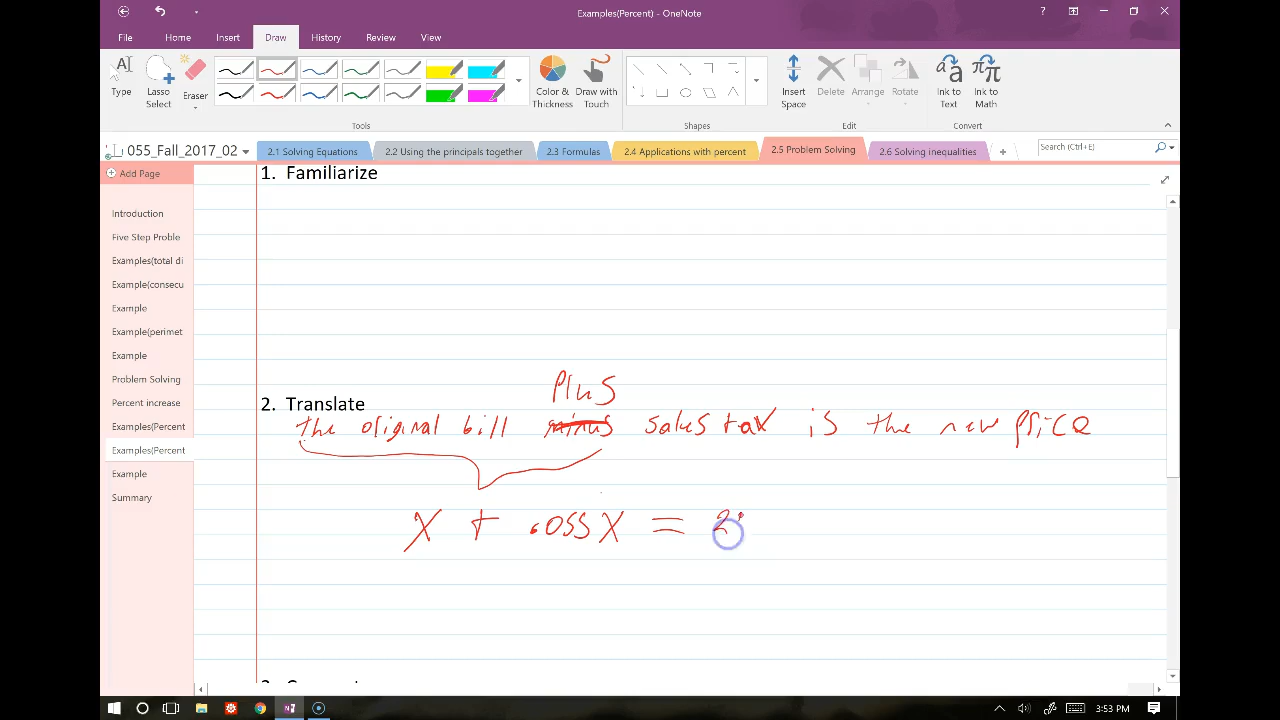 Examples(Percent) - OneNote
?
File Home Insert Draw History Review View
Type
Lasso Select
Eraser
Color & Thickness
Draw with Touch
Insert Space
Delete
Arrange
Rotate
Ink to Text
Ink to Math
Tools Shapes Edit Convert
055_Fall_2017_02 2.1 Solving Equations 2.2 Using the principals together 2.3 Formulas 2.4 Applications with percent 2.5 Problem Solving 2.6 Solving inequalities + Search (Ctrl+E)
Add Page
Introduction
Five Step Proble
Examples(total di
Example(consecu
Example
Example(perimet
Example
Problem Solving
Percent increase
Examples(Percent
Examples(Percent
Example
Summary
1. Familiarize
2. Translate
Plus
the original bill minus sales tax is the new price
x + .055x = 2
3:53 PM